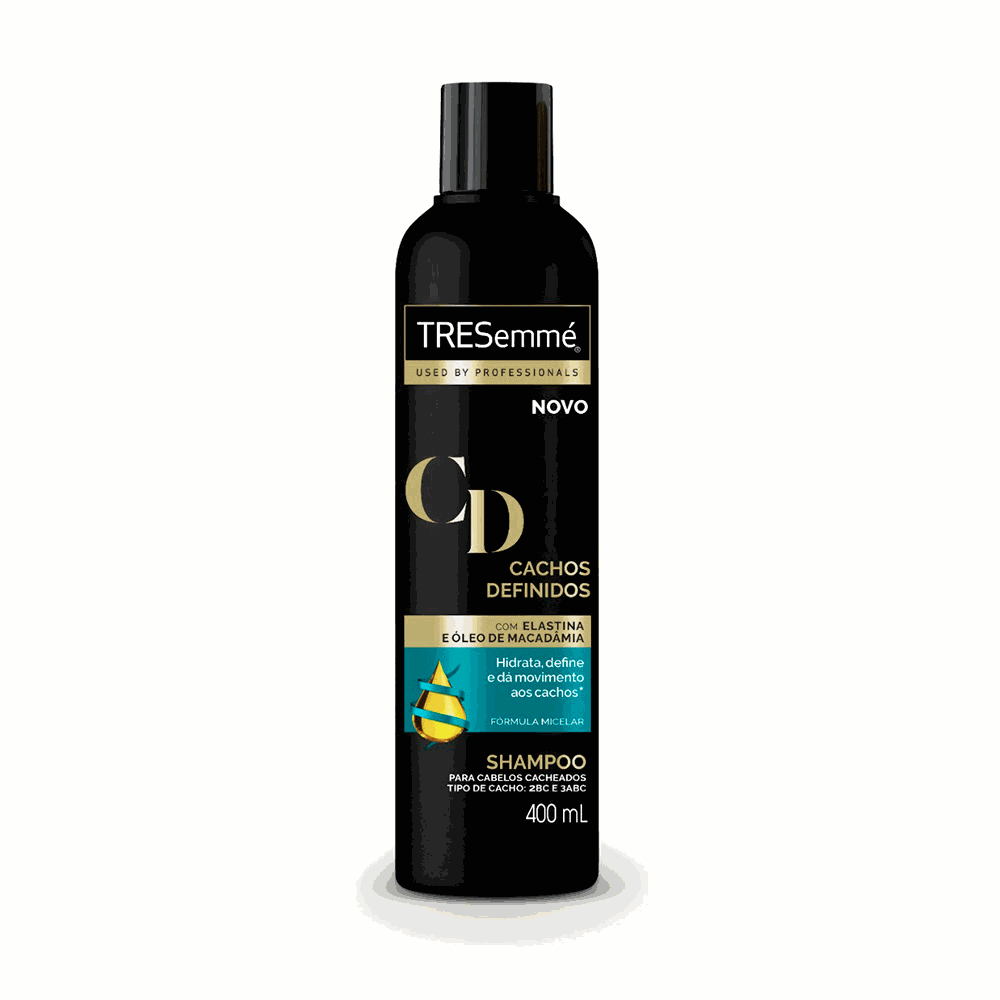 TRESemmé®
USED BY PROFESSIONALS
NOVO
CD
CACHOS
DEFINIDOS
COM ELASTINA
E ÓLEO DE MACADÂMIA
Hidrata, define
e dá movimento
aos cachos*
FÓRMULA MICELAR
SHAMPOO
PARA CABELOS CACHEADOS
TIPO DE CACHO: 2BC E 3ABC
400 mL